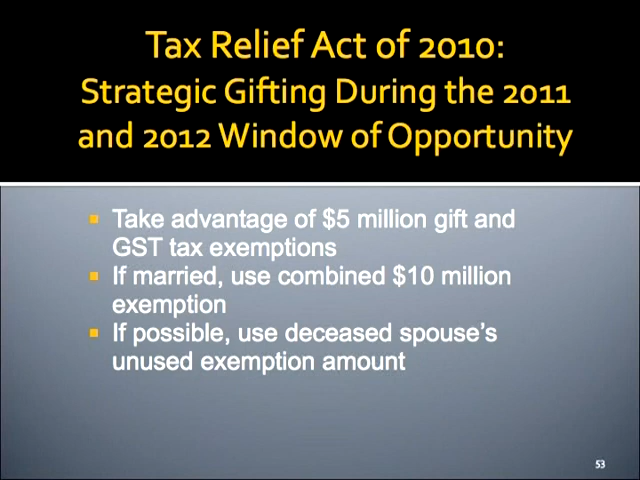 Tax Relief Act of 2010:
Strategic Gifting During the 2011
and 2012 Window of Opportunity
▪ Take advantage of $5 million gift and
GST tax exemptions
▪ If married, use combined $10 million
exemption
▪ If possible, use deceased spouse's
unused exemption amount
53